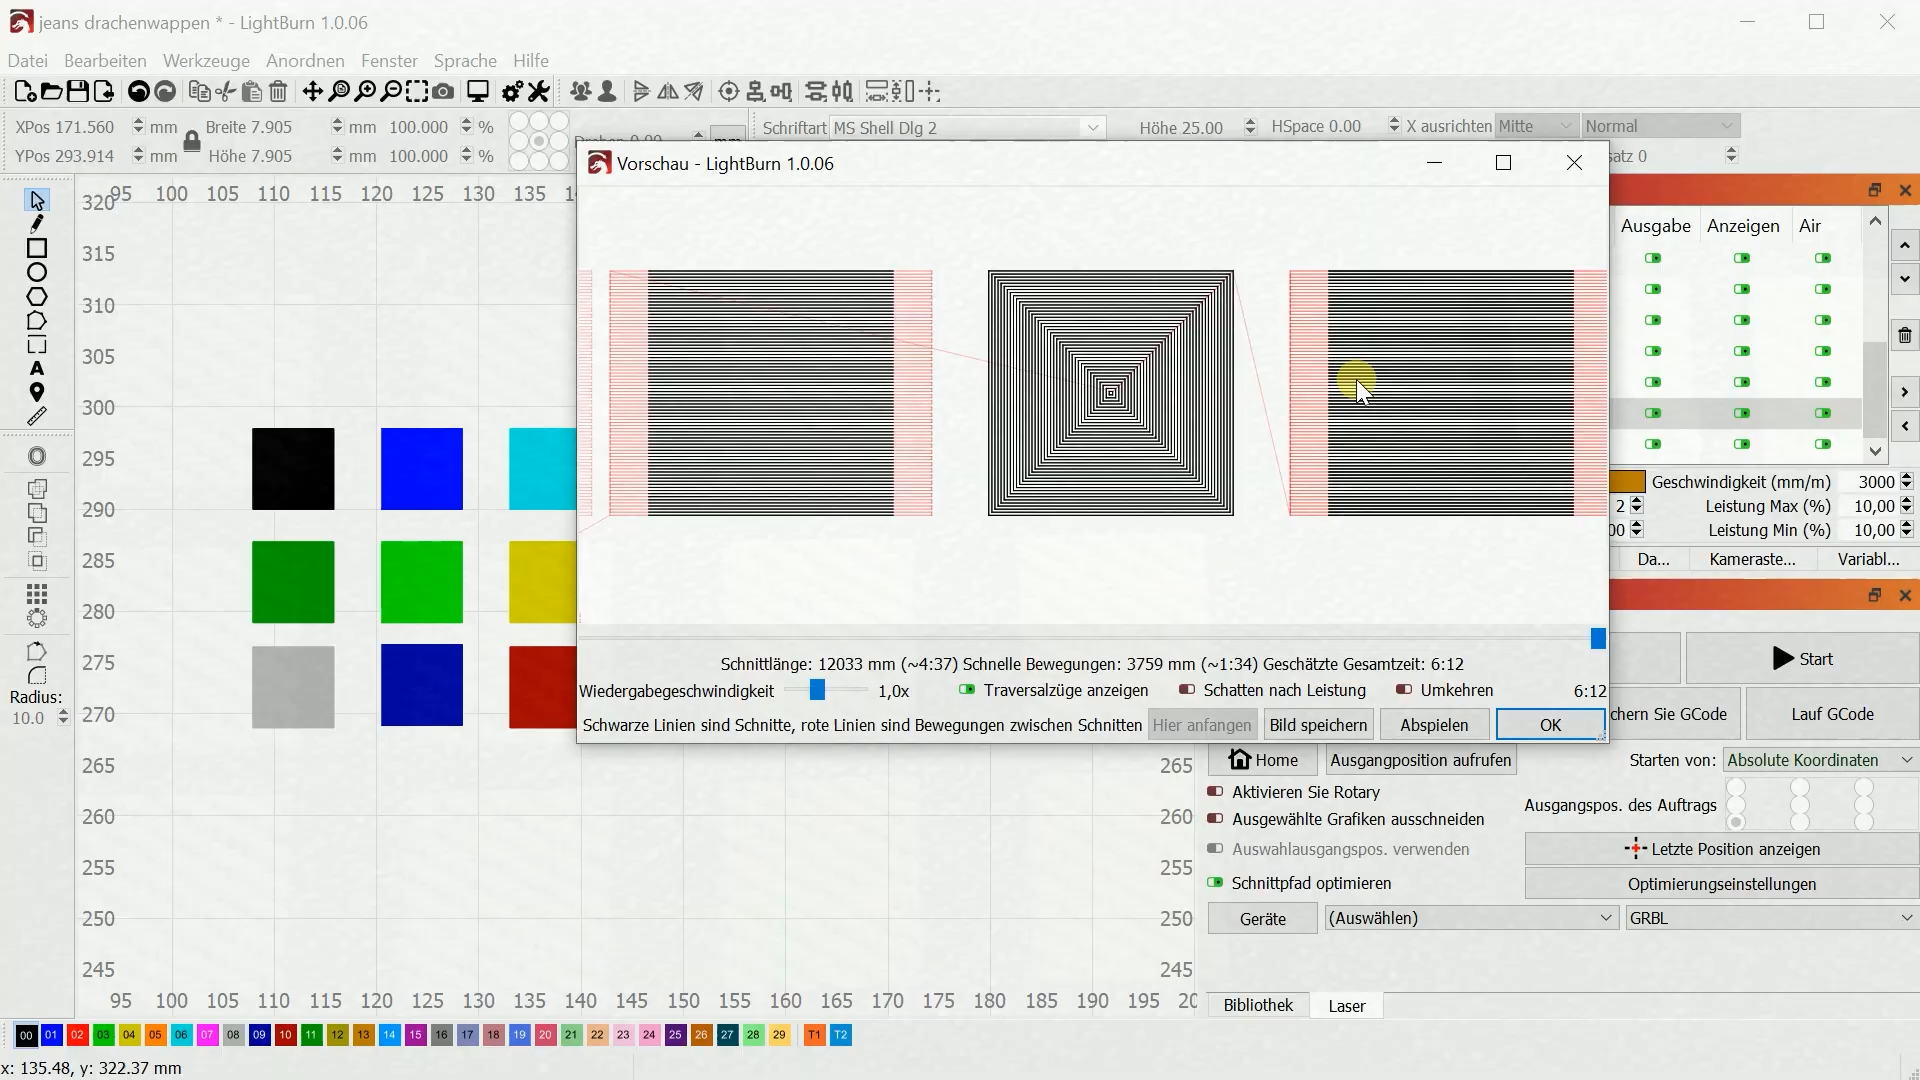 jeans drachenwappen * - LightBurn 1.0.06
Datei Bearbeiten Werkzeuge Anordnen Fenster Sprache Hilfe
XPos 171.560 mm Breite 7.905 mm 100.000 %
YPos 293.914 mm Höhe 7.905 mm 100.000 %
Schriftart MS Shell Dlg 2 Höhe 25.00 HSpace 0.00 X ausrichten Mitte Normal
satz 0
Vorschau - LightBurn 1.0.06
95 100 105 110 115 120 125 130 135
320
315
310
305
300
295
290
285
280
275
270
265
260
255
250
245
Ausgabe Anzeigen Air
Geschwindigkeit (mm/m) 3000
2 Leistung Max (%) 10,00
00 Leistung Min (%) 10,00
Da... Kameraste... Variabl...
Schnittlänge: 12033 mm (~4:37) Schnelle Bewegungen: 3759 mm (~1:34) Geschätzte Gesamtzeit: 6:12
Wiedergabegeschwindigkeit 1,0x Traversalzüge anzeigen Schatten nach Leistung Umkehren 6:12
Schwarze Linien sind Schnitte, rote Linien sind Bewegungen zwischen Schnitten Hier anfangen Bild speichern Abspielen OK
Start
chern Sie GCode Lauf GCode
Home Ausgangposition aufrufen Starten von: Absolute Koordinaten
Aktivieren Sie Rotary
Ausgangspos. des Auftrags
Ausgewählte Grafiken ausschneiden
Auswahlausgangspos. verwenden Letzte Position anzeigen
Schnittpfad optimieren Optimierungseinstellungen
Geräte (Auswählen) GRBL
265
260
255
250
245
95 100 105 110 115 120 125 130 135 140 145 150 155 160 165 170 175 180 185 190 195 20
Bibliothek Laser
Radius:
10.0
00 01 02 03 04 05 06 07 08 09 10 11 12 13 14 15 16 17 18 19 20 21 22 23 24 25 26 27 28 29 T1 T2
x: 135.48, y: 322.37 mm